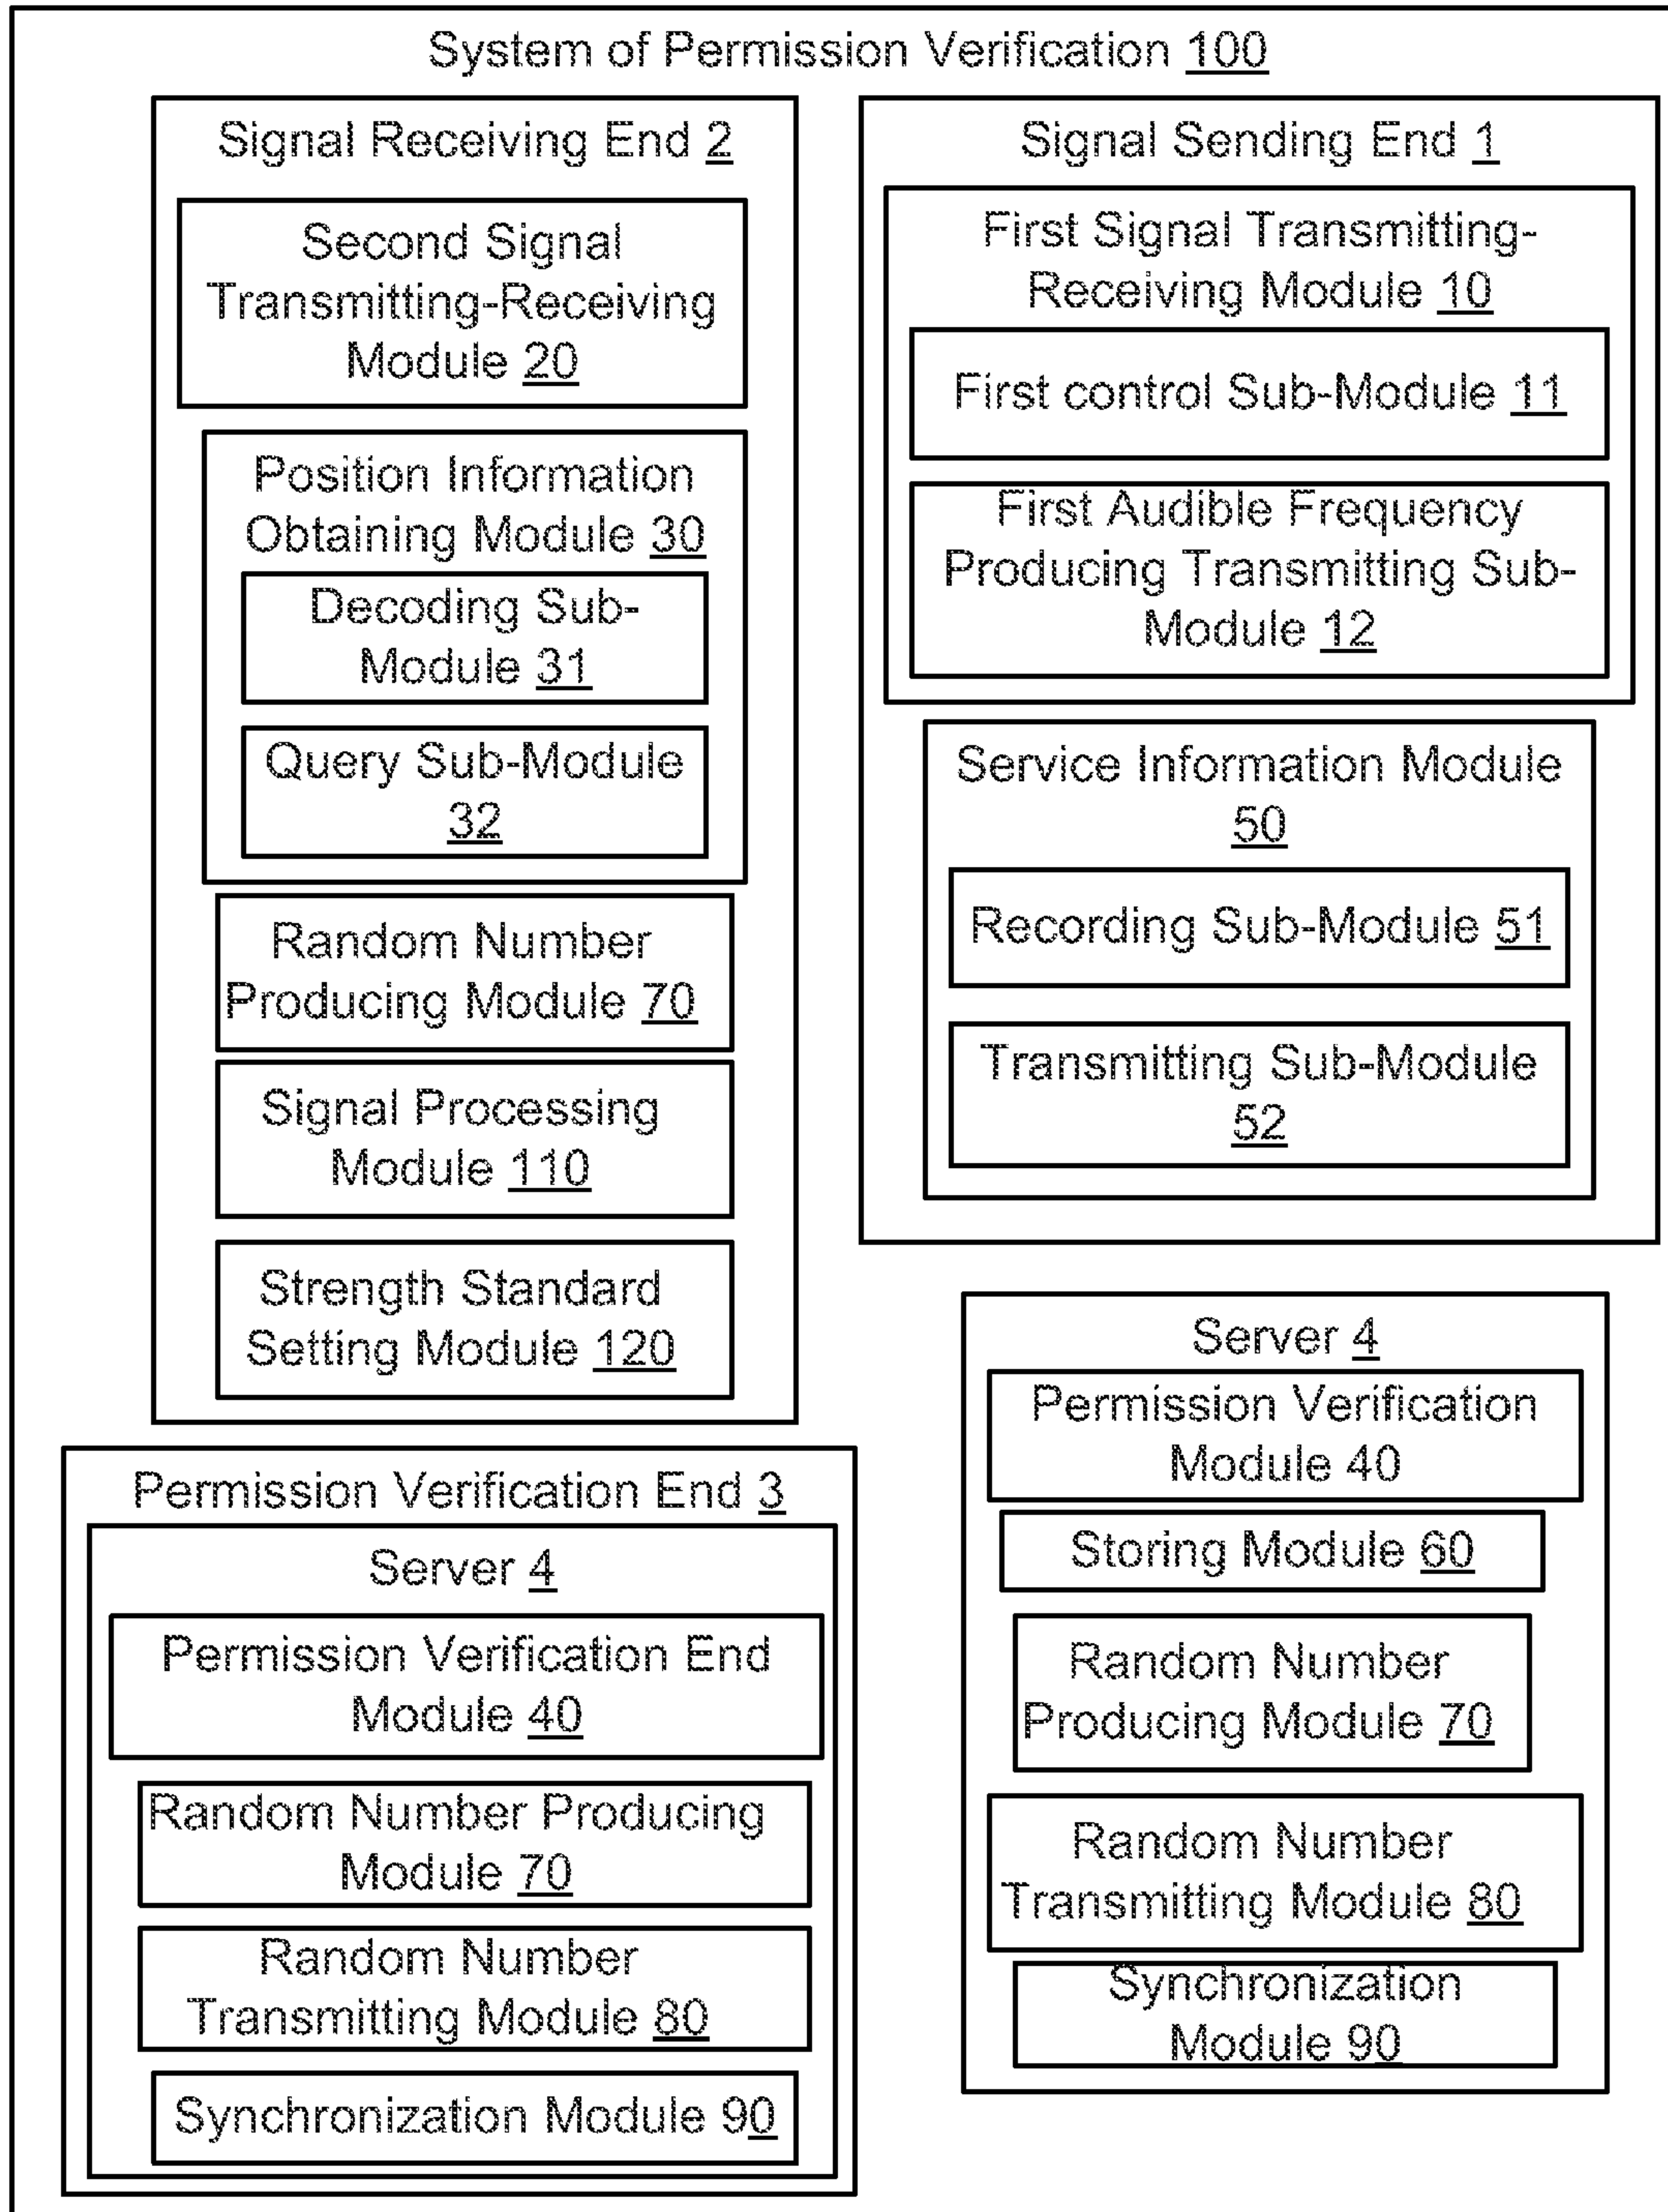 System of Permission Verification 100
Signal Receiving End 2
Second Signal
Transmitting-Receiving
Module 20
Position Information
Obtaining Module 30
Decoding Sub-
Module 31
Query Sub-Module
32
Random Number
Producing Module 70
Signal Processing
Module 110
Strength Standard
Setting Module 120
Signal Sending End 1
First Signal Transmitting-
Receiving Module 10
First control Sub-Module 11
First Audible Frequency
Producing Transmitting Sub-
Module 12
Service Information Module
50
Recording Sub-Module 51
Transmitting Sub-Module
52
Permission Verification End 3
Server 4
Permission Verification End
Module 40
Random Number Producing
Module 70
Random Number
Transmitting Module 80
Synchronization Module 90
Server 4
Permission Verification
Module 40
Storing Module 60
Random Number
Producing Module 70
Random Number
Transmitting Module 80
Synchronization
Module 90